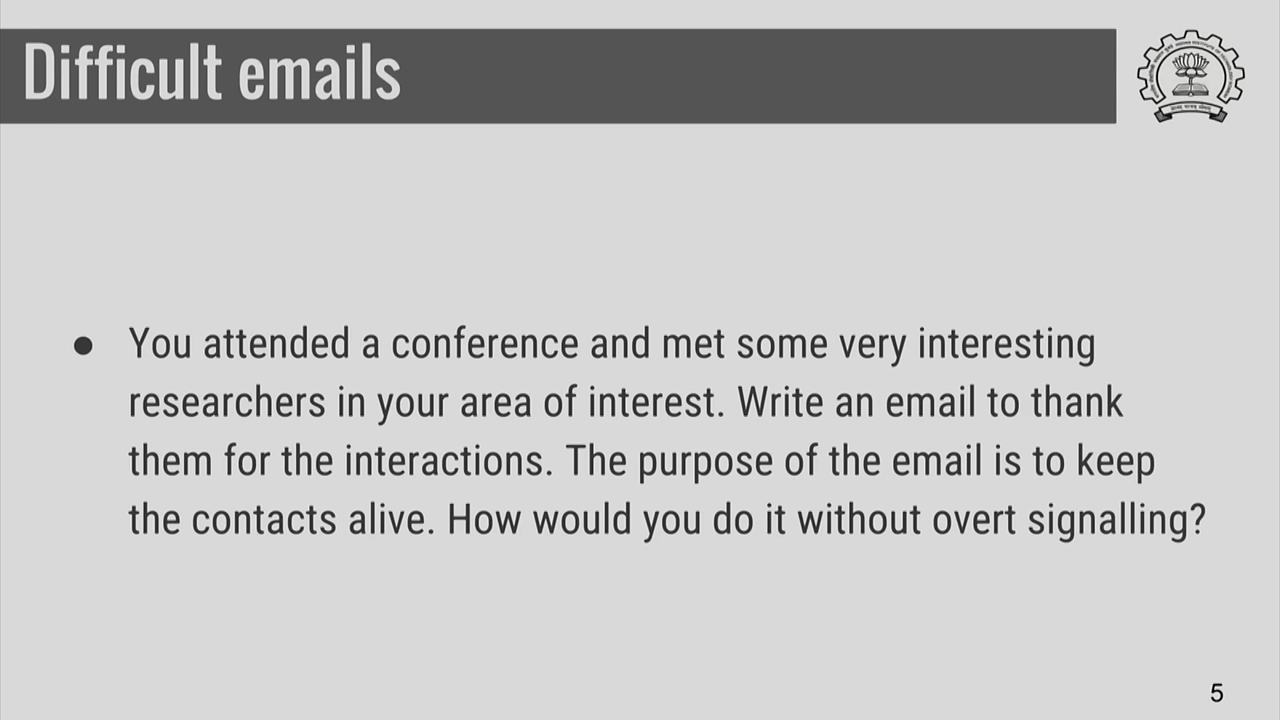 Difficult emails
● You attended a conference and met some very interesting
researchers in your area of interest. Write an email to thank
them for the interactions. The purpose of the email is to keep
the contacts alive. How would you do it without overt signalling?
5